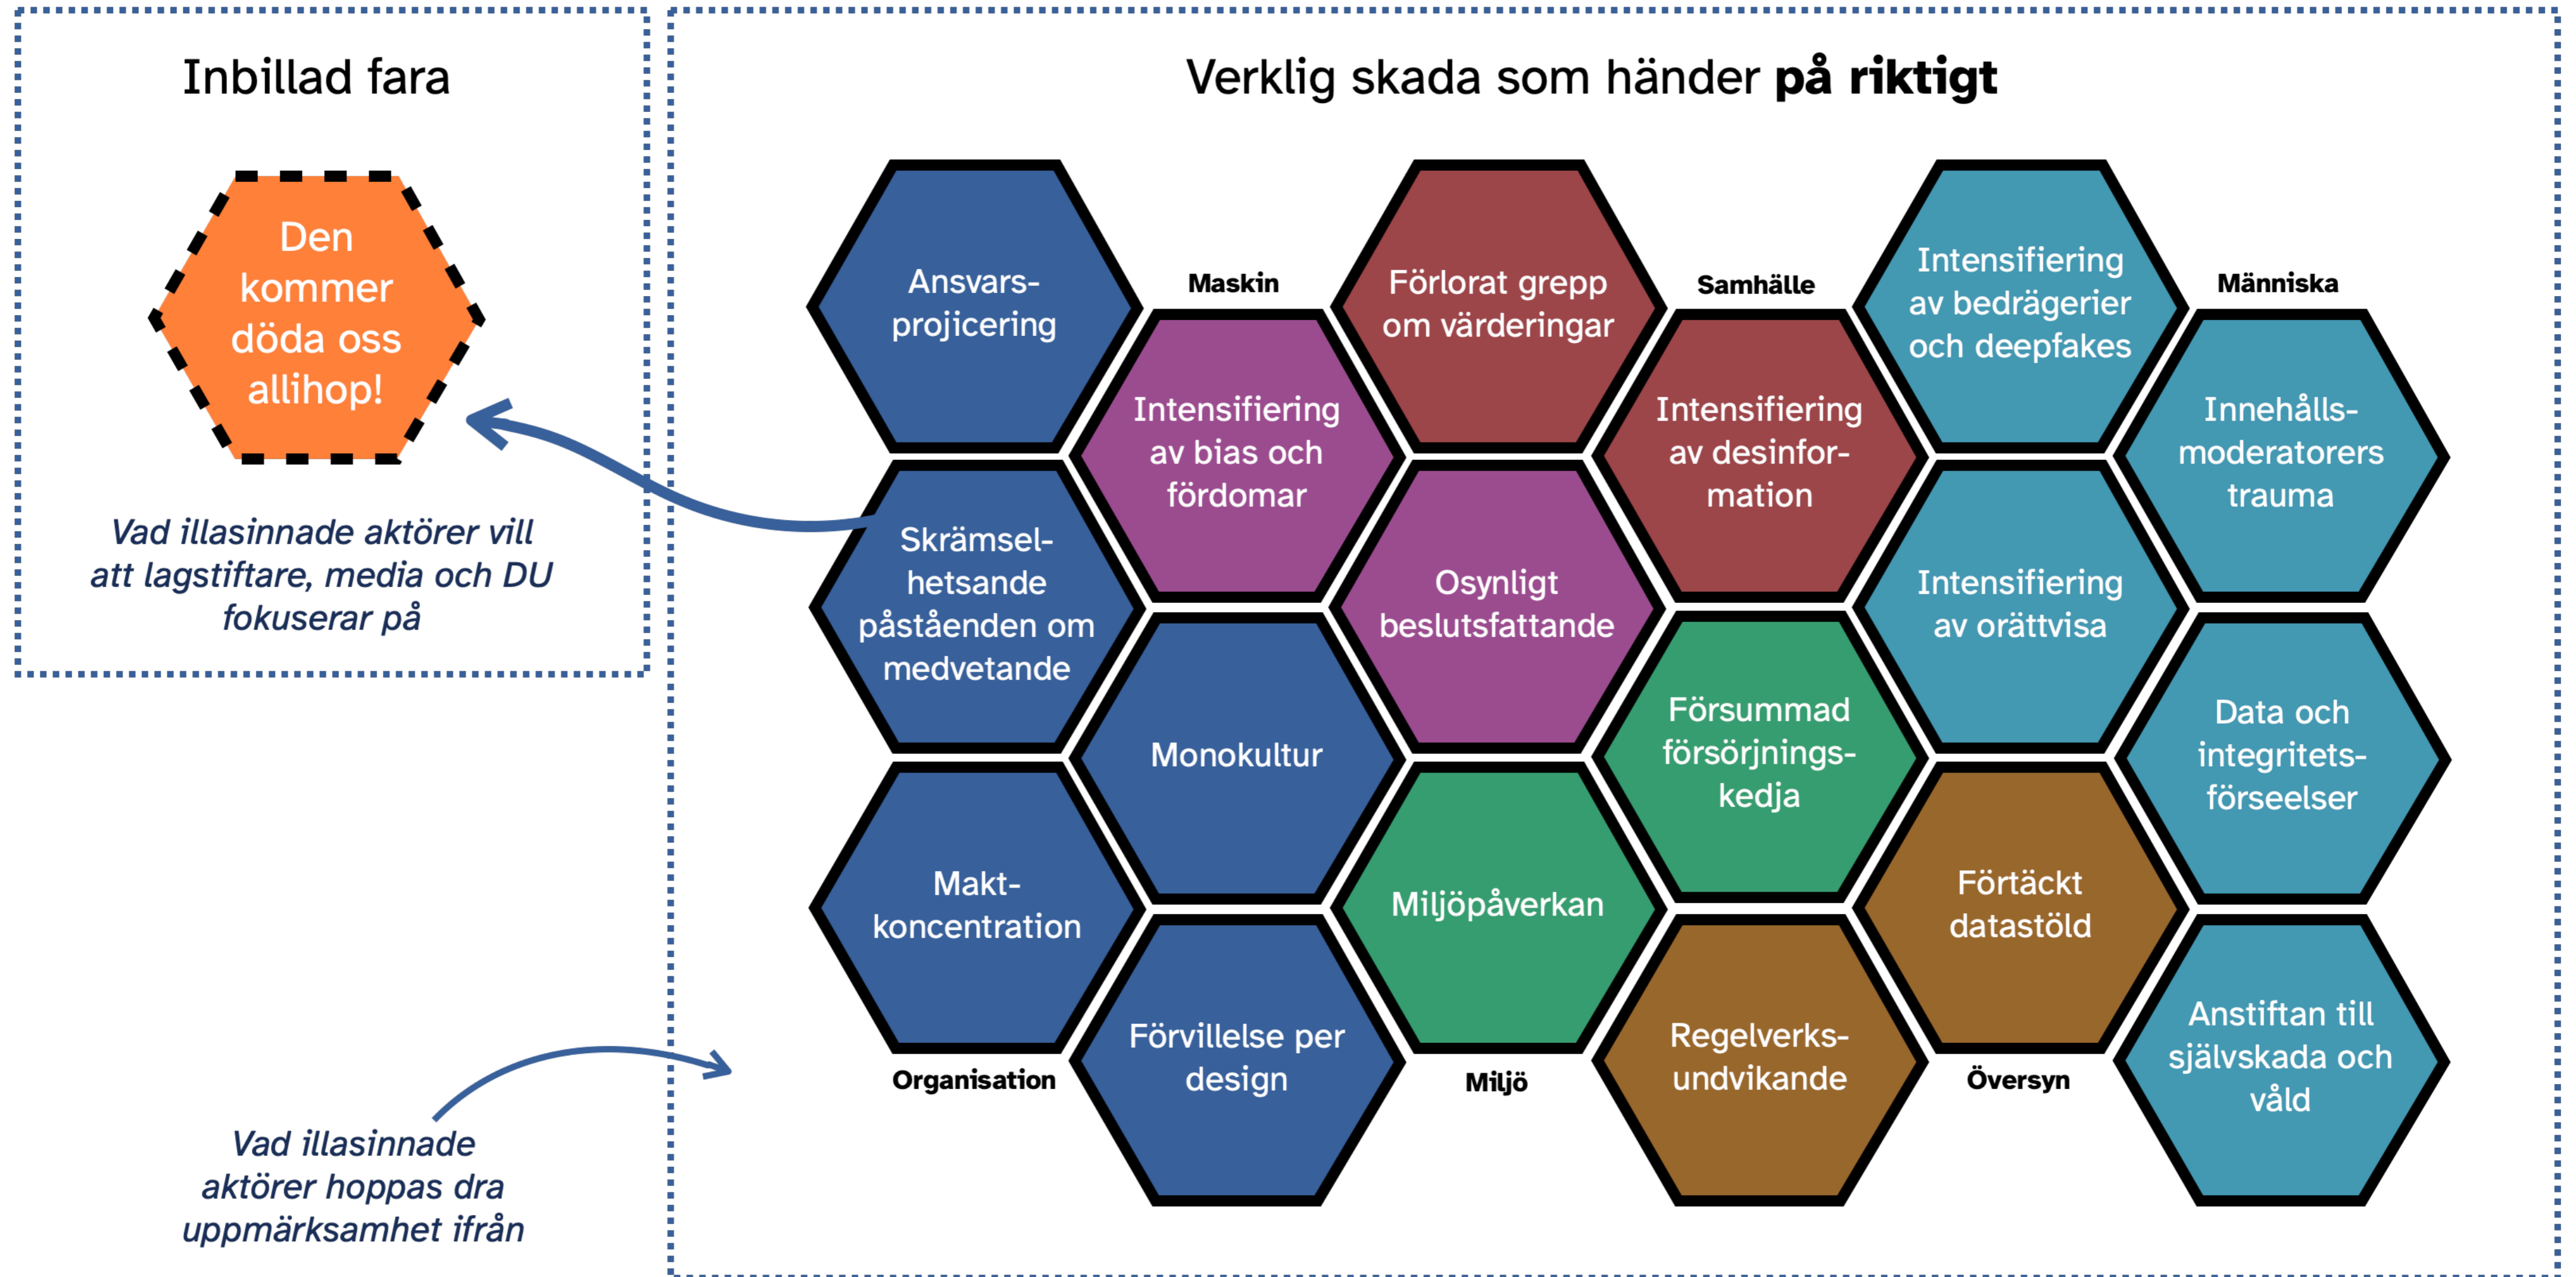 Inbillad fara
Den
kommer
döda oss
allihop!
Vad illasinnade aktörer vill
att lagstiftare, media och DU
fokuserar på
Vad illasinnade
aktörer hoppas dra
uppmärksamhet ifrån
Verklig skada som händer på riktigt
Ansvars-
projicering
Skrämsel-
hetsande
påståenden om
medvetande
Makt-
koncentration
Organisation
Maskin
Intensifiering
av bias och
fördomar
Monokultur
Förvillelse per
design
Förlorat grepp
om värderingar
Osynligt
beslutsfattande
Miljöpåverkan
Miljö
Samhälle
Intensifiering
av desinfor-
mation
Försummad
försörjnings-
kedja
Regelverks-
undvikande
Intensifiering
av bedrägerier
och deepfakes
Intensifiering
av orättvisa
Förtäckt
datastöld
Översyn
Människa
Innehålls-
moderatorers
trauma
Data och
integritets-
förseelser
Anstiftan till
självskada och
våld